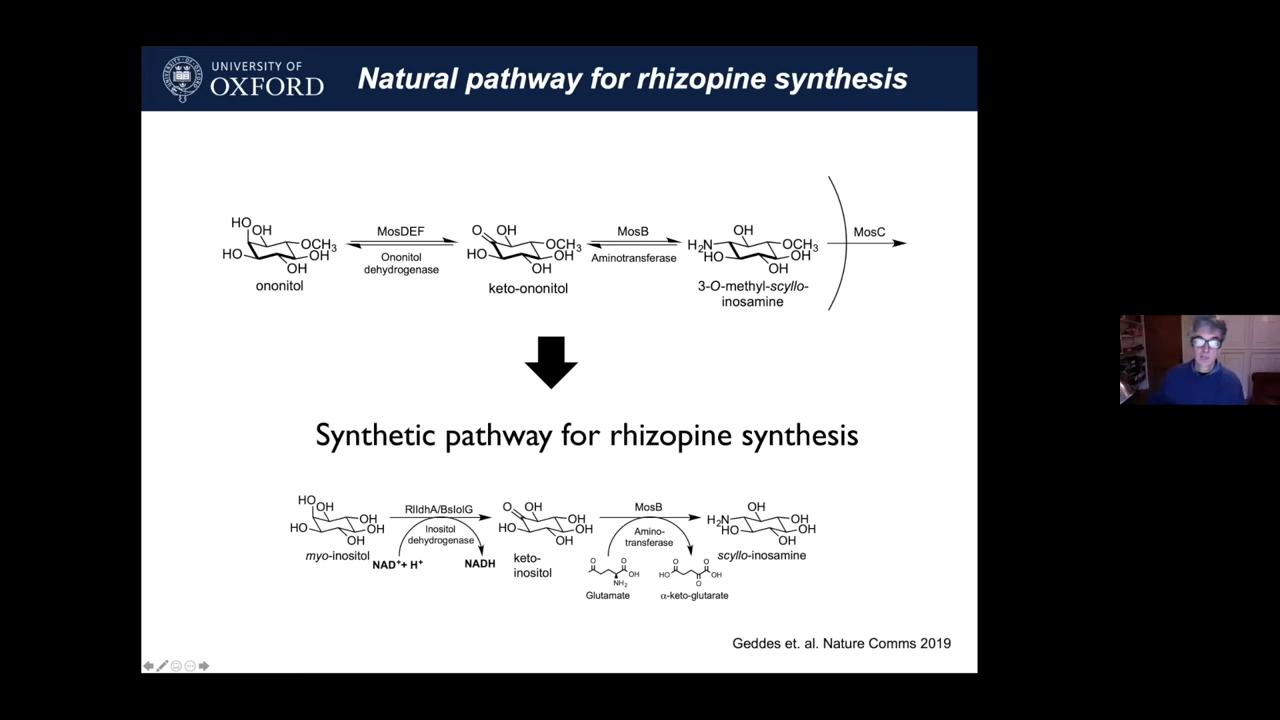 UNIVERSITY OF
OXFORD
Natural pathway for rhizopine synthesis
HO
OH
HO
OCH3
OH
OH
ononitol
MosDEF
Ononitol
dehydrogenase
O
OH
HO
OCH3
OH
OH
keto-ononitol
MosB
Aminotransferase
OH
H2N
HO
OCH3
OH
OH
3-O-methyl-scyllo-
inosamine
MosC
Synthetic pathway for rhizopine synthesis
HO
OH
HO
OH
OH
OH
myo-inositol
RlIdhA/BsIolG
Inositol
dehydrogenase
NAD++ H+
NADH
O
OH
HO
OH
OH
OH
keto-
inositol
MosB
Amino-
transferase
O
O
OH
NH2
Glutamate
HO
O
O
O
OH
α-keto-glutarate
OH
H2N
HO
OH
OH
OH
scyllo-inosamine
Geddes et. al. Nature Comms 2019